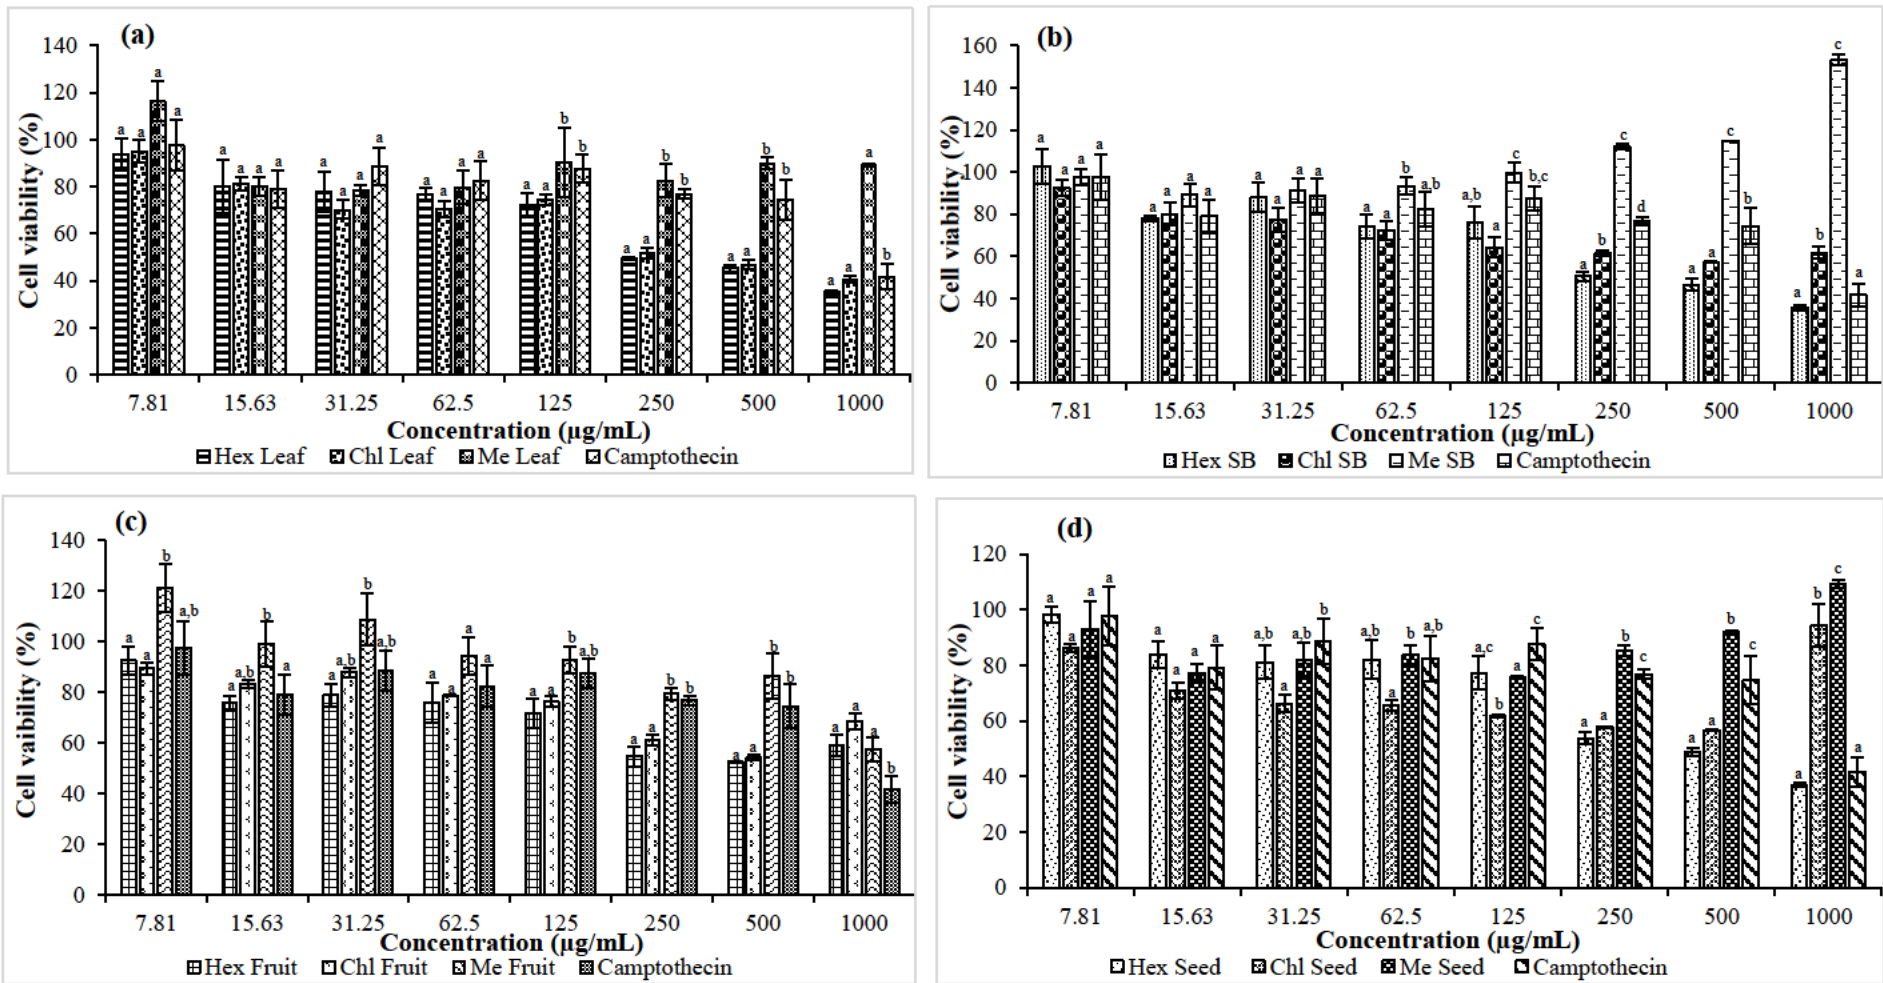 (a)
Cell viability (%)
140
120
100
80
60
40
20
0
a a a a
a a a a
a a a a
a a a a
a a b b
a a b b
a a b b
a a a b
7.81 15.63 31.25 62.5 125 250 500 1000
Concentration (µg/mL)
Hex Leaf Chl Leaf Me Leaf Camptothecin
(b)
Cell viability (%)
160
140
120
100
80
60
40
20
0
a a a a
a a a a
a a a a
a a b a,b
a,b a c b,c
a b c d
a a c b
a b c a
7.81 15.63 31.25 62.5 125 250 500 1000
Concentration (µg/mL)
Hex SB Chl SB Me SB Camptothecin
(c)
Cell vaibility (%)
140
120
100
80
60
40
20
0
a a b a,b
a a,b b a
a a,b b a,b
a a a a
a a b a,b
a a b b
a a b b
a a a b
7.81 15.63 31.25 62.5 125 250 500 1000
Concentration (µg/mL)
Hex Fruit Chl Fruit Me Fruit Camptothecin
(d)
Cell viability (%)
120
100
80
60
40
20
0
a a a a
a a a a
a,b a a,b b
a,b a b a,b
a,c b a c
a a b c
a a b c
a b c a
7.81 15.63 31.25 62.5 125 250 500 1000
Concentration (µg/mL)
Hex Seed Chl Seed Me Seed Camptothecin